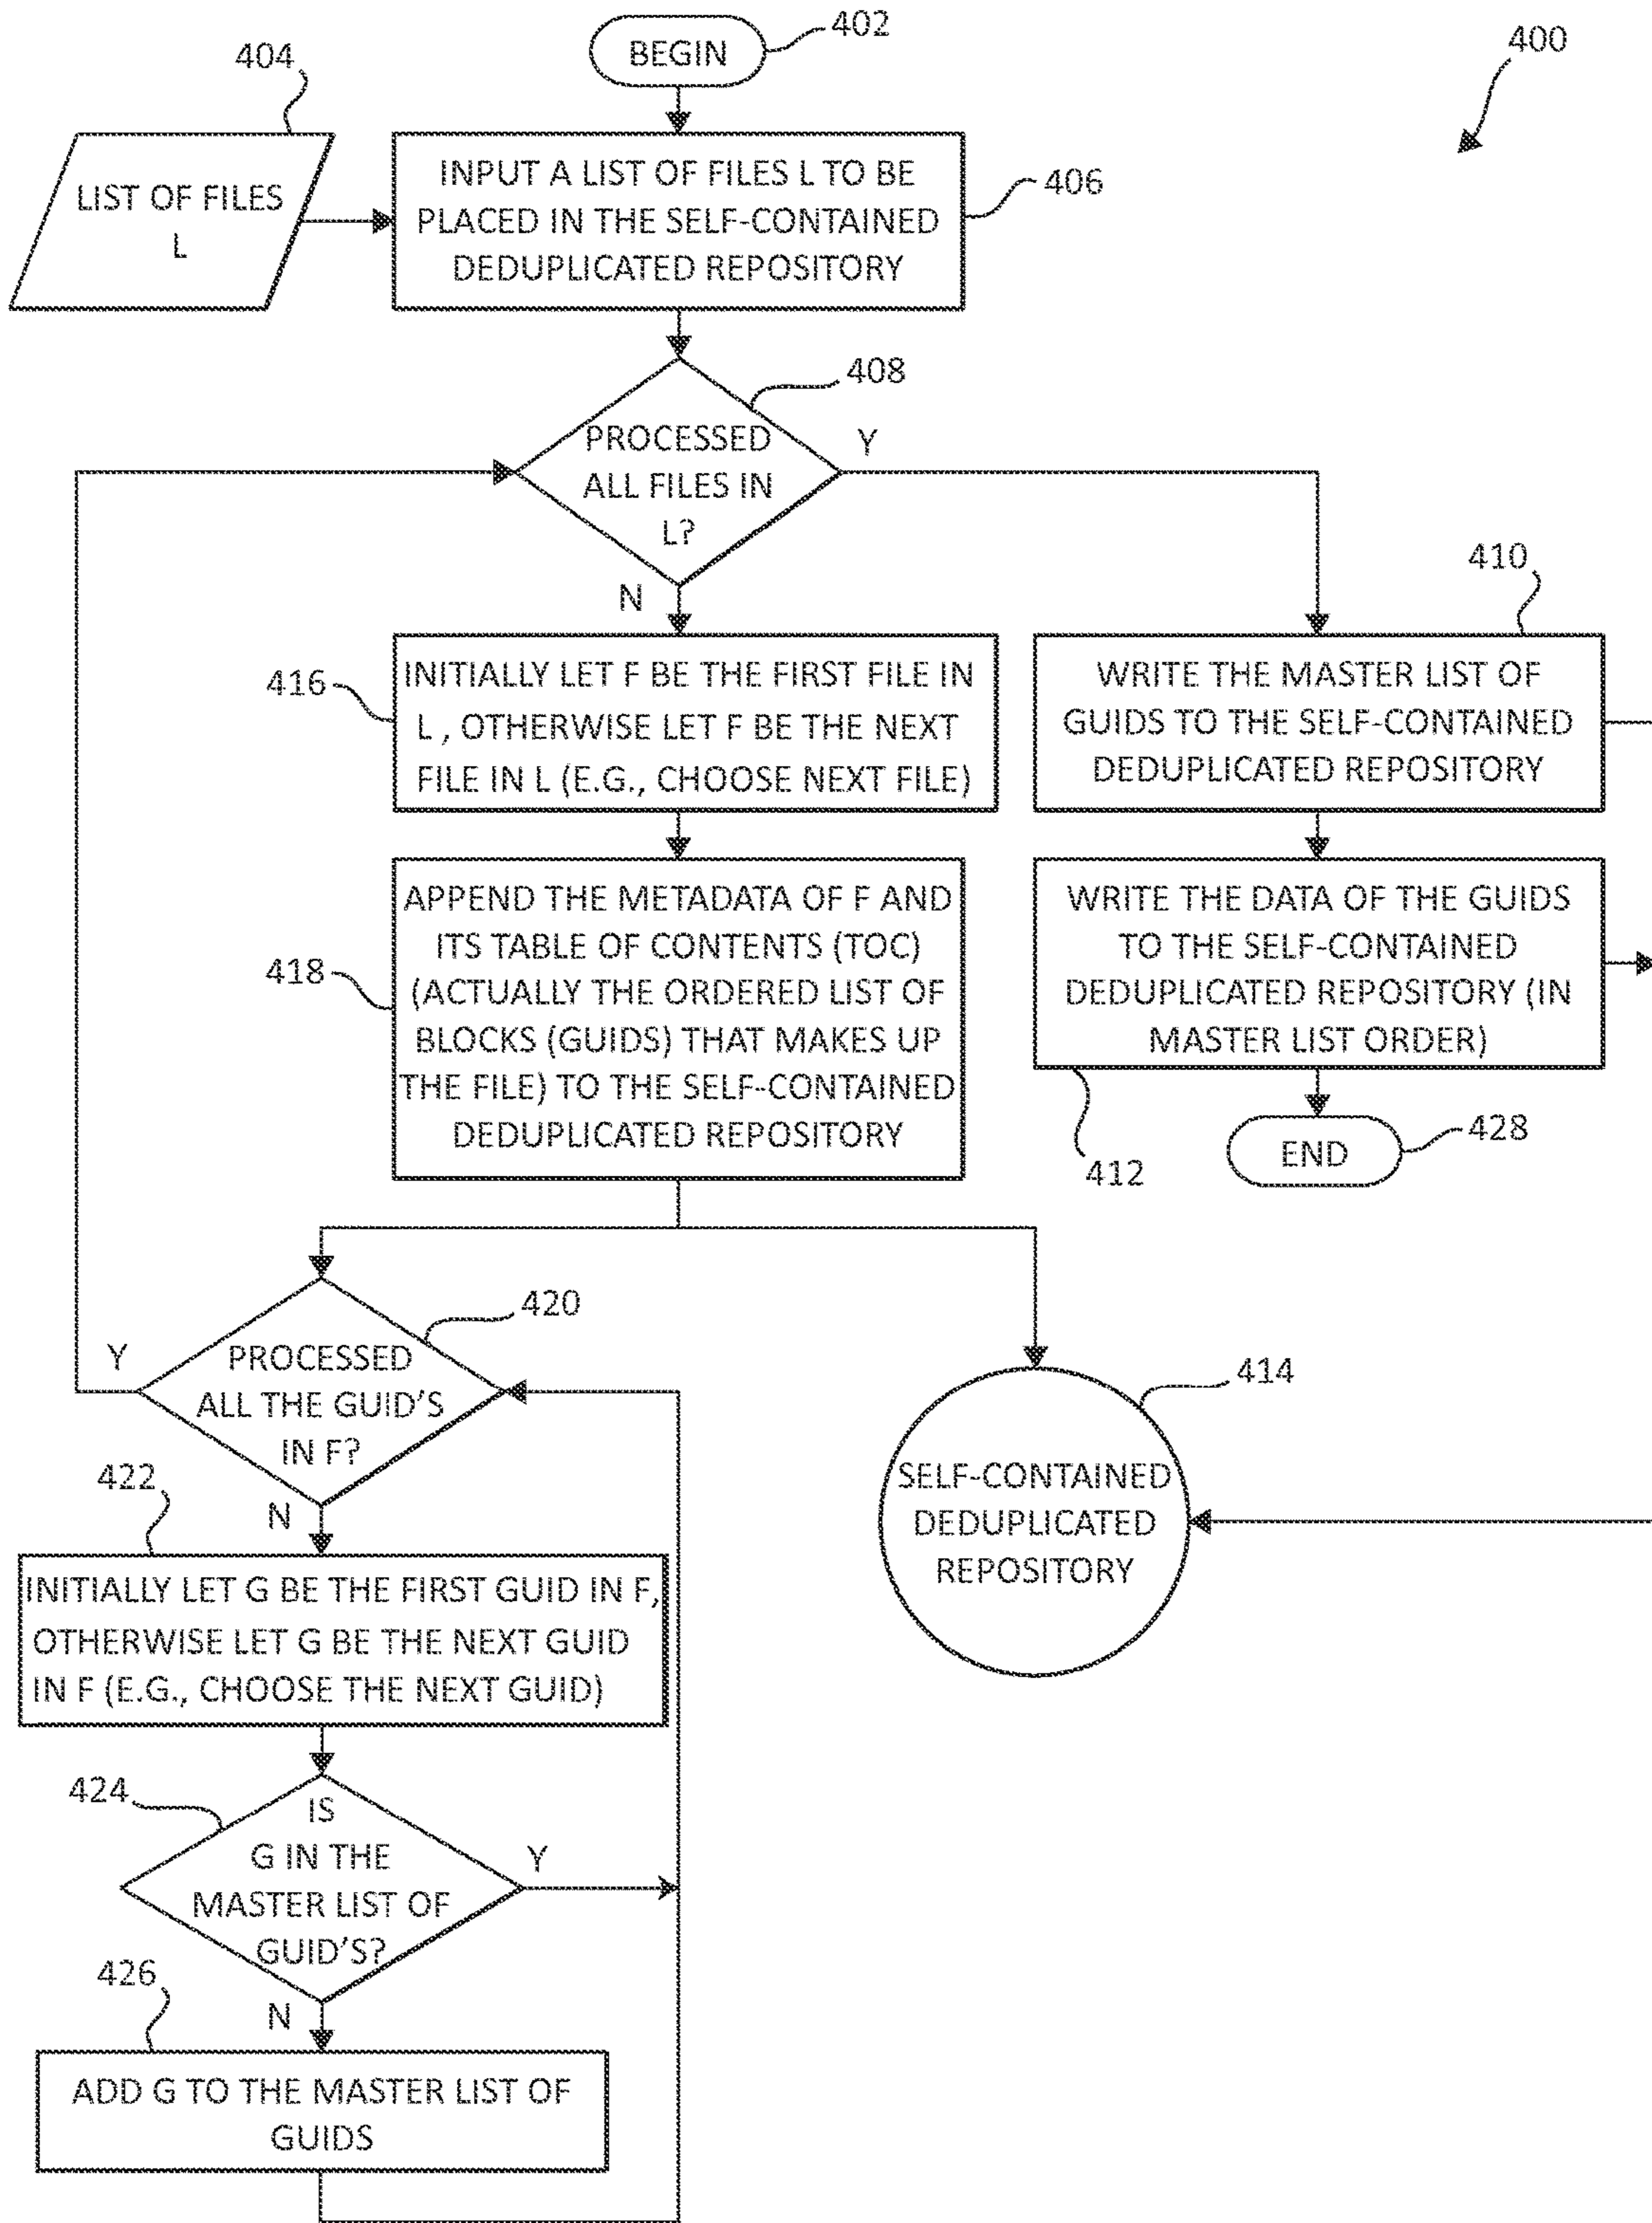 402
BEGIN
400
404
LIST OF FILES
L
INPUT A LIST OF FILES L TO BE
PLACED IN THE SELF-CONTAINED
DEDUPLICATED REPOSITORY
406
408
PROCESSED
ALL FILES IN
L?
Y
N
410
416
INITIALLY LET F BE THE FIRST FILE IN
L , OTHERWISE LET F BE THE NEXT
FILE IN L (E.G., CHOOSE NEXT FILE)
WRITE THE MASTER LIST OF
GUIDS TO THE SELF-CONTAINED
DEDUPLICATED REPOSITORY
418
APPEND THE METADATA OF F AND
ITS TABLE OF CONTENTS (TOC)
(ACTUALLY THE ORDERED LIST OF
BLOCKS (GUIDS) THAT MAKES UP
THE FILE) TO THE SELF-CONTAINED
DEDUPLICATED REPOSITORY
WRITE THE DATA OF THE GUIDS
TO THE SELF-CONTAINED
DEDUPLICATED REPOSITORY (IN
MASTER LIST ORDER)
412
END
428
420
PROCESSED
ALL THE GUID'S
IN F?
Y
N
414
SELF-CONTAINED
DEDUPLICATED
REPOSITORY
422
INITIALLY LET G BE THE FIRST GUID IN F,
OTHERWISE LET G BE THE NEXT GUID
IN F (E.G., CHOOSE THE NEXT GUID)
424
IS
G IN THE
MASTER LIST OF
GUID'S?
Y
N
426
ADD G TO THE MASTER LIST OF
GUIDS